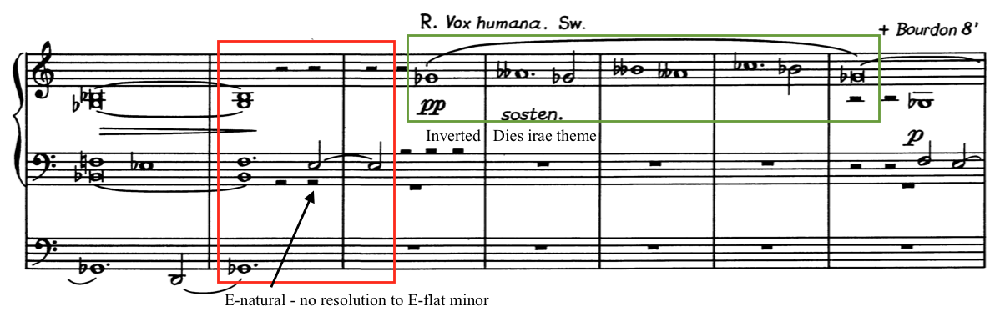 R. Vox humana. Sw.
+ Bourdon 8'
pp
sosten.
Inverted Dies irae theme
p
E-natural - no resolution to E-flat minor